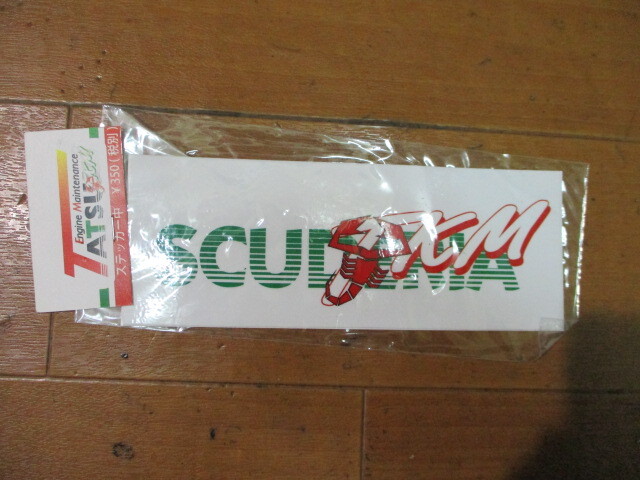 Engine Maintenance
TATSU
ステッカー中 ¥350(税別)
SCUDERIA
TKM